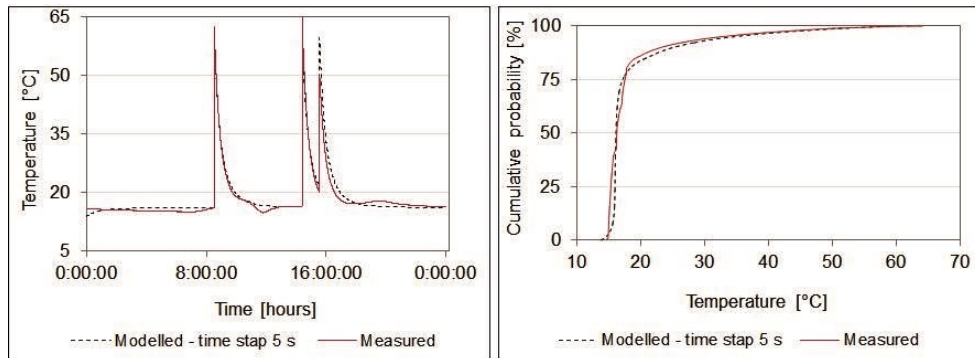 65
50
35
20
5
Temperature [°C]
0:00:00
8:00:00
16:00:00
0:00:00
Time [hours]
Modelled - time stap 5 s
Measured
100
75
50
25
0
Cumulative probability [%]
10
20
30
40
50
60
70
Temperature [°C]
Modelled - time stap 5 s
Measured